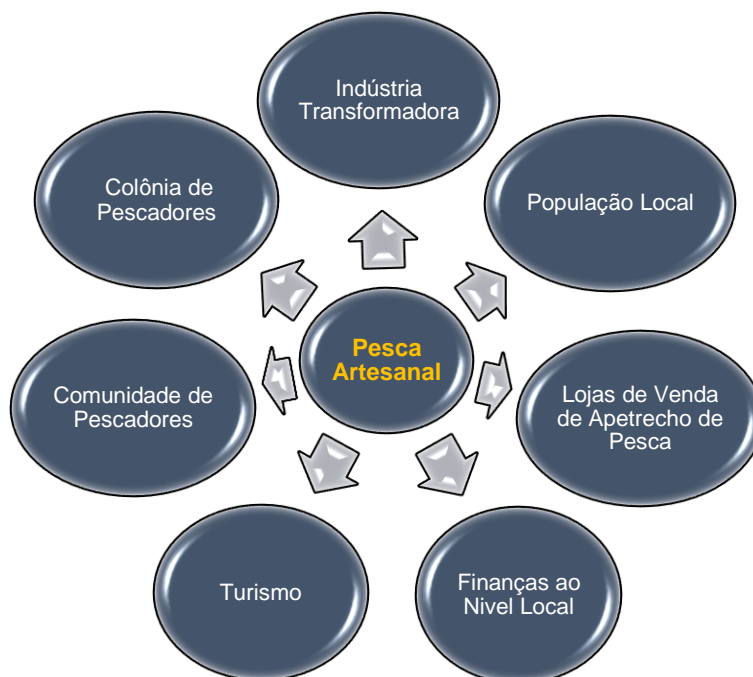 Indústria
Transformadora
Colônia de
Pescadores
População Local
Pesca
Artesanal
Comunidade de
Pescadores
Lojas de Venda
de Apetrecho de
Pesca
Turismo
Finanças ao
Nivel Local